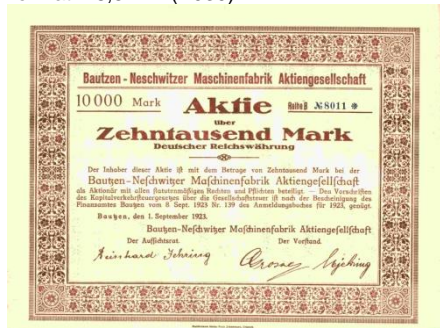 Bautzen-Neschwitzer Maschinenfabrik Aktiengesellschaft
10000 Mark Aktie Reihe B № 8011 *
über
Zehntausend Mark
Deutscher Reichswährung
Der Inhaber dieser Aktie ist mit dem Betrage von Zehntausend Mark bei der
Bautzen-Neschwitzer Maschinenfabrik Aktiengesellschaft
als Aktionär mit allen statutenmäßigen Rechten und Pflichten beteiligt. — Den Vorschriften
des Kapitalverkehrsteuergesetzes über die Gesellschaftsteuer ist nach der Bescheinigung des
Finanzamtes Bautzen vom 8. Sept. 1923 Nr. 139 des Anmeldungsbuches für 1923, genügt.
Bautzen, den 1. September 1923.
Bautzen-Neschwitzer Maschinenfabrik Aktiengesellschaft
Der Aufsichtsrat. Der Vorstand.
Reinhard